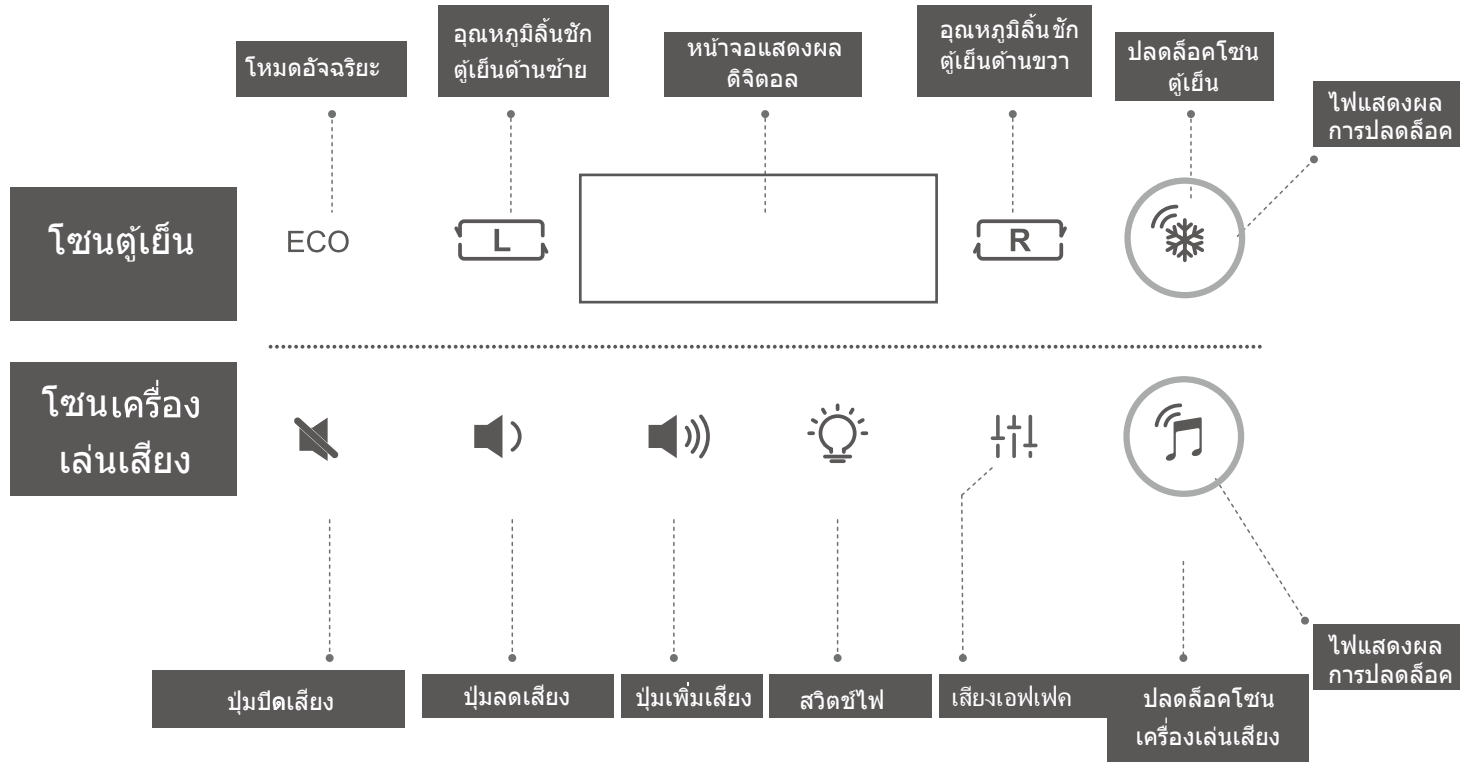 โหมดอัจฉริยะ
อุณหภูมิลิ้นชัก
ตู้เย็นด้านซ้าย
หน้าจอแสดงผล
ดิจิตอล
อุณหภูมิลิ้นชัก
ตู้เย็นด้านขวา
ปลดล็อคโซน
ตู้เย็น
ไฟแสดงผล
การปลดล็อค
โซนตู้เย็น
ECO
L
R
โซนเครื่อง
เล่นเสียง
ปุ่มปิดเสียง
ปุ่มลดเสียง
ปุ่มเพิ่มเสียง
สวิตช์ไฟ
เสียงเอฟเฟค
ปลดล็อคโซน
เครื่องเล่นเสียง
ไฟแสดงผล
การปลดล็อค